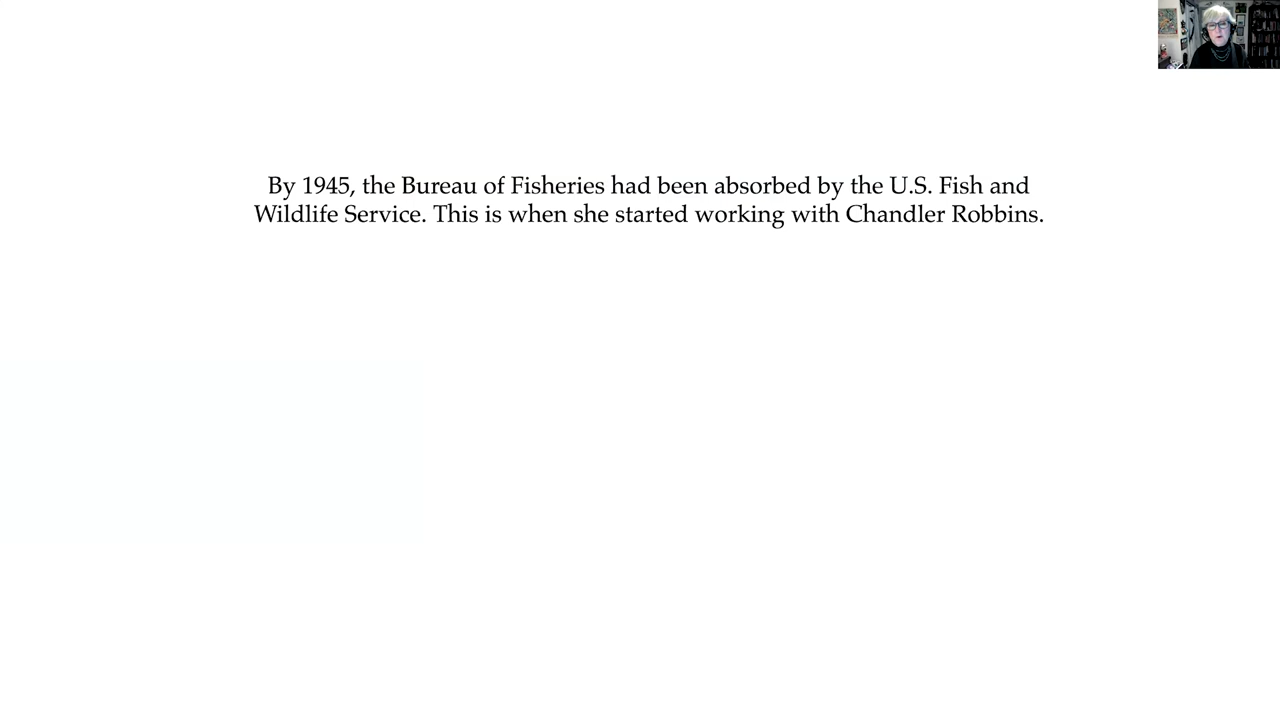 By 1945, the Bureau of Fisheries had been absorbed by the U.S. Fish and
Wildlife Service. This is when she started working with Chandler Robbins.